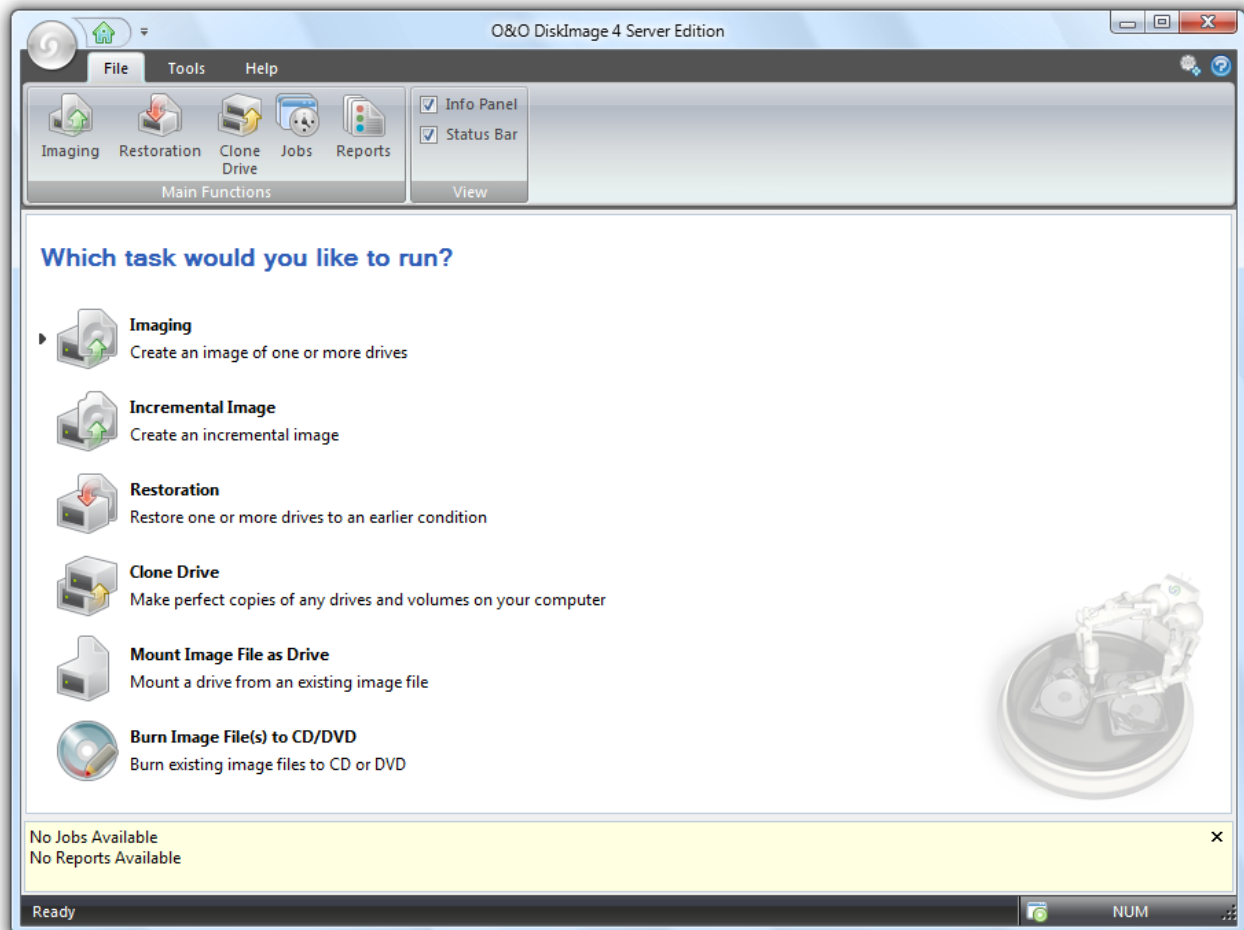 O&O DiskImage 4 Server Edition
File Tools Help
Imaging Restoration Clone Drive Jobs Reports
Info Panel
Status Bar
Main Functions View
Which task would you like to run?
Imaging
Create an image of one or more drives
Incremental Image
Create an incremental image
Restoration
Restore one or more drives to an earlier condition
Clone Drive
Make perfect copies of any drives and volumes on your computer
Mount Image File as Drive
Mount a drive from an existing image file
Burn Image File(s) to CD/DVD
Burn existing image files to CD or DVD
No Jobs Available
No Reports Available
Ready NUM